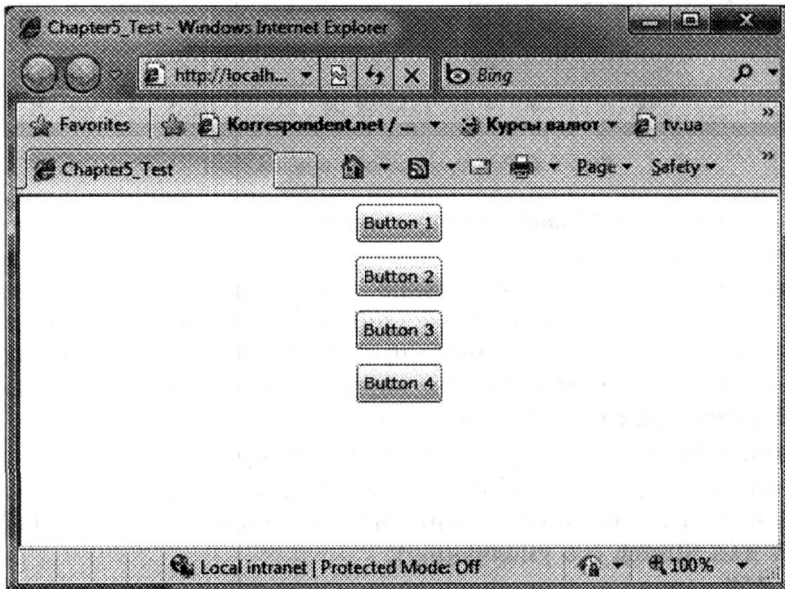 Chapter5_Test - Windows Internet Explorer
http://localh... Bing
Favorites Korrespondent.net / ... Курсы валют tv.ua »
Chapter5_Test Page Safety »
Button 1
Button 2
Button 3
Button 4
Local intranet | Protected Mode: Off 100%